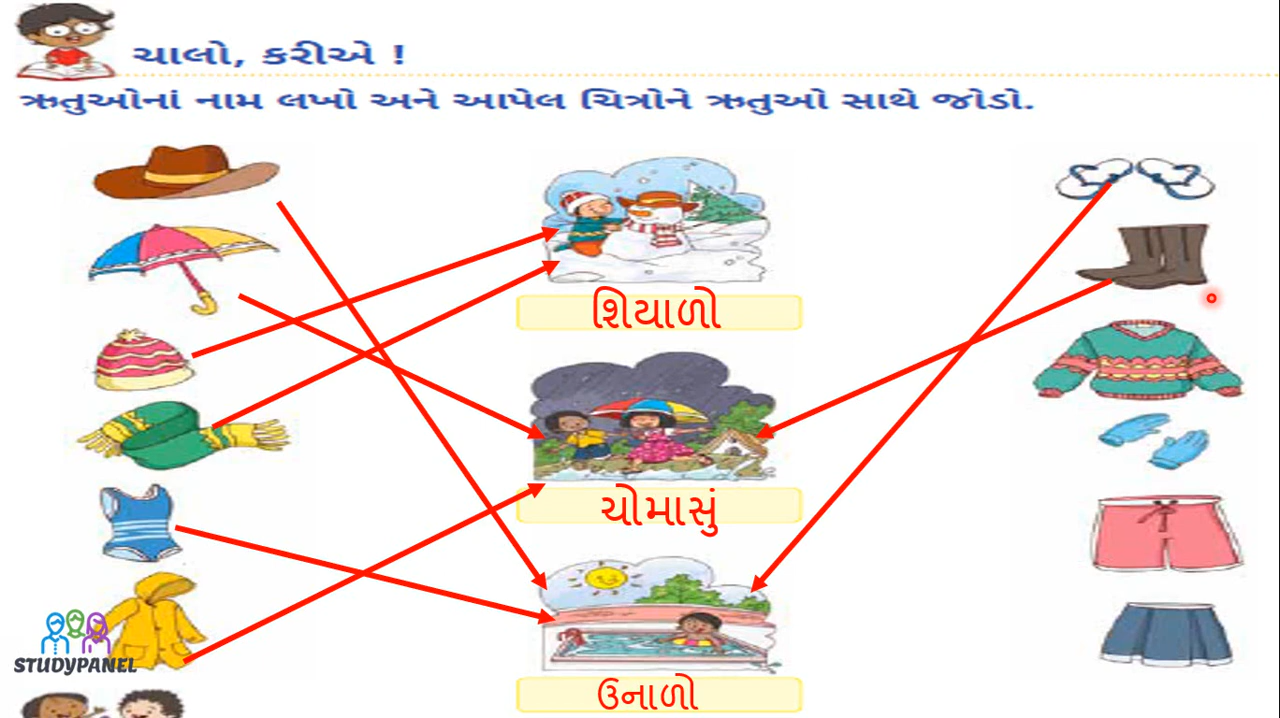 ચાલો, કરીએ !
ઋતુઓનાં નામ લખો અને આપેલ ચિત્રોને ઋતુઓ સાથે જોડો.
શિયાળો
ચોમાસું
ઉનાળો
STUDYPANEL